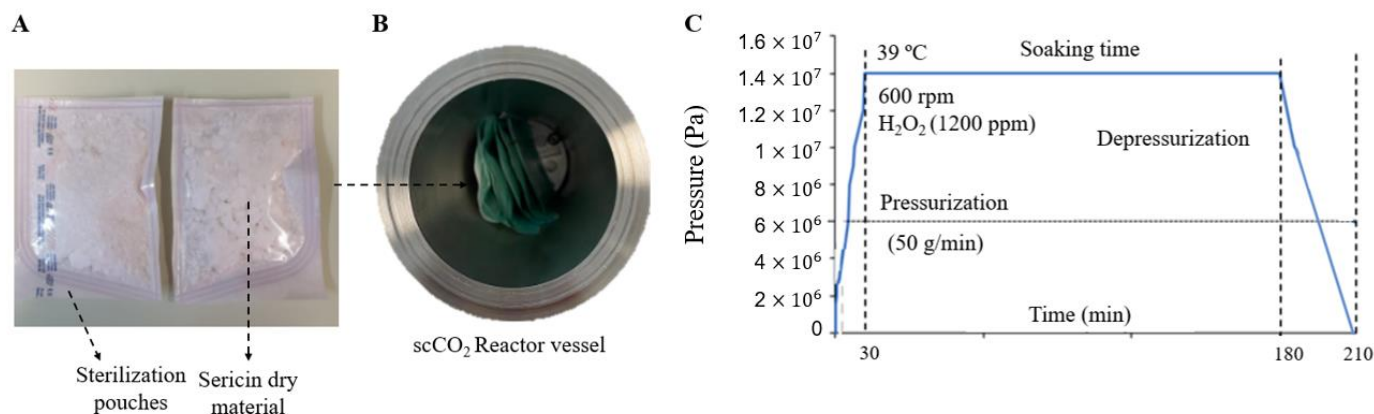 A
Sterilization
pouches
Sericin dry
material
B
scCO₂ Reactor vessel
C
Pressure (Pa)
1.6 × 10⁷
1.4 × 10⁷
1.2 × 10⁷
1 × 10⁷
8 × 10⁶
6 × 10⁶
4 × 10⁶
2 × 10⁶
0
39 ºC
Soaking time
600 rpm
H₂O₂ (1200 ppm)
Depressurization
Pressurization
(50 g/min)
Time (min)
30
180
210